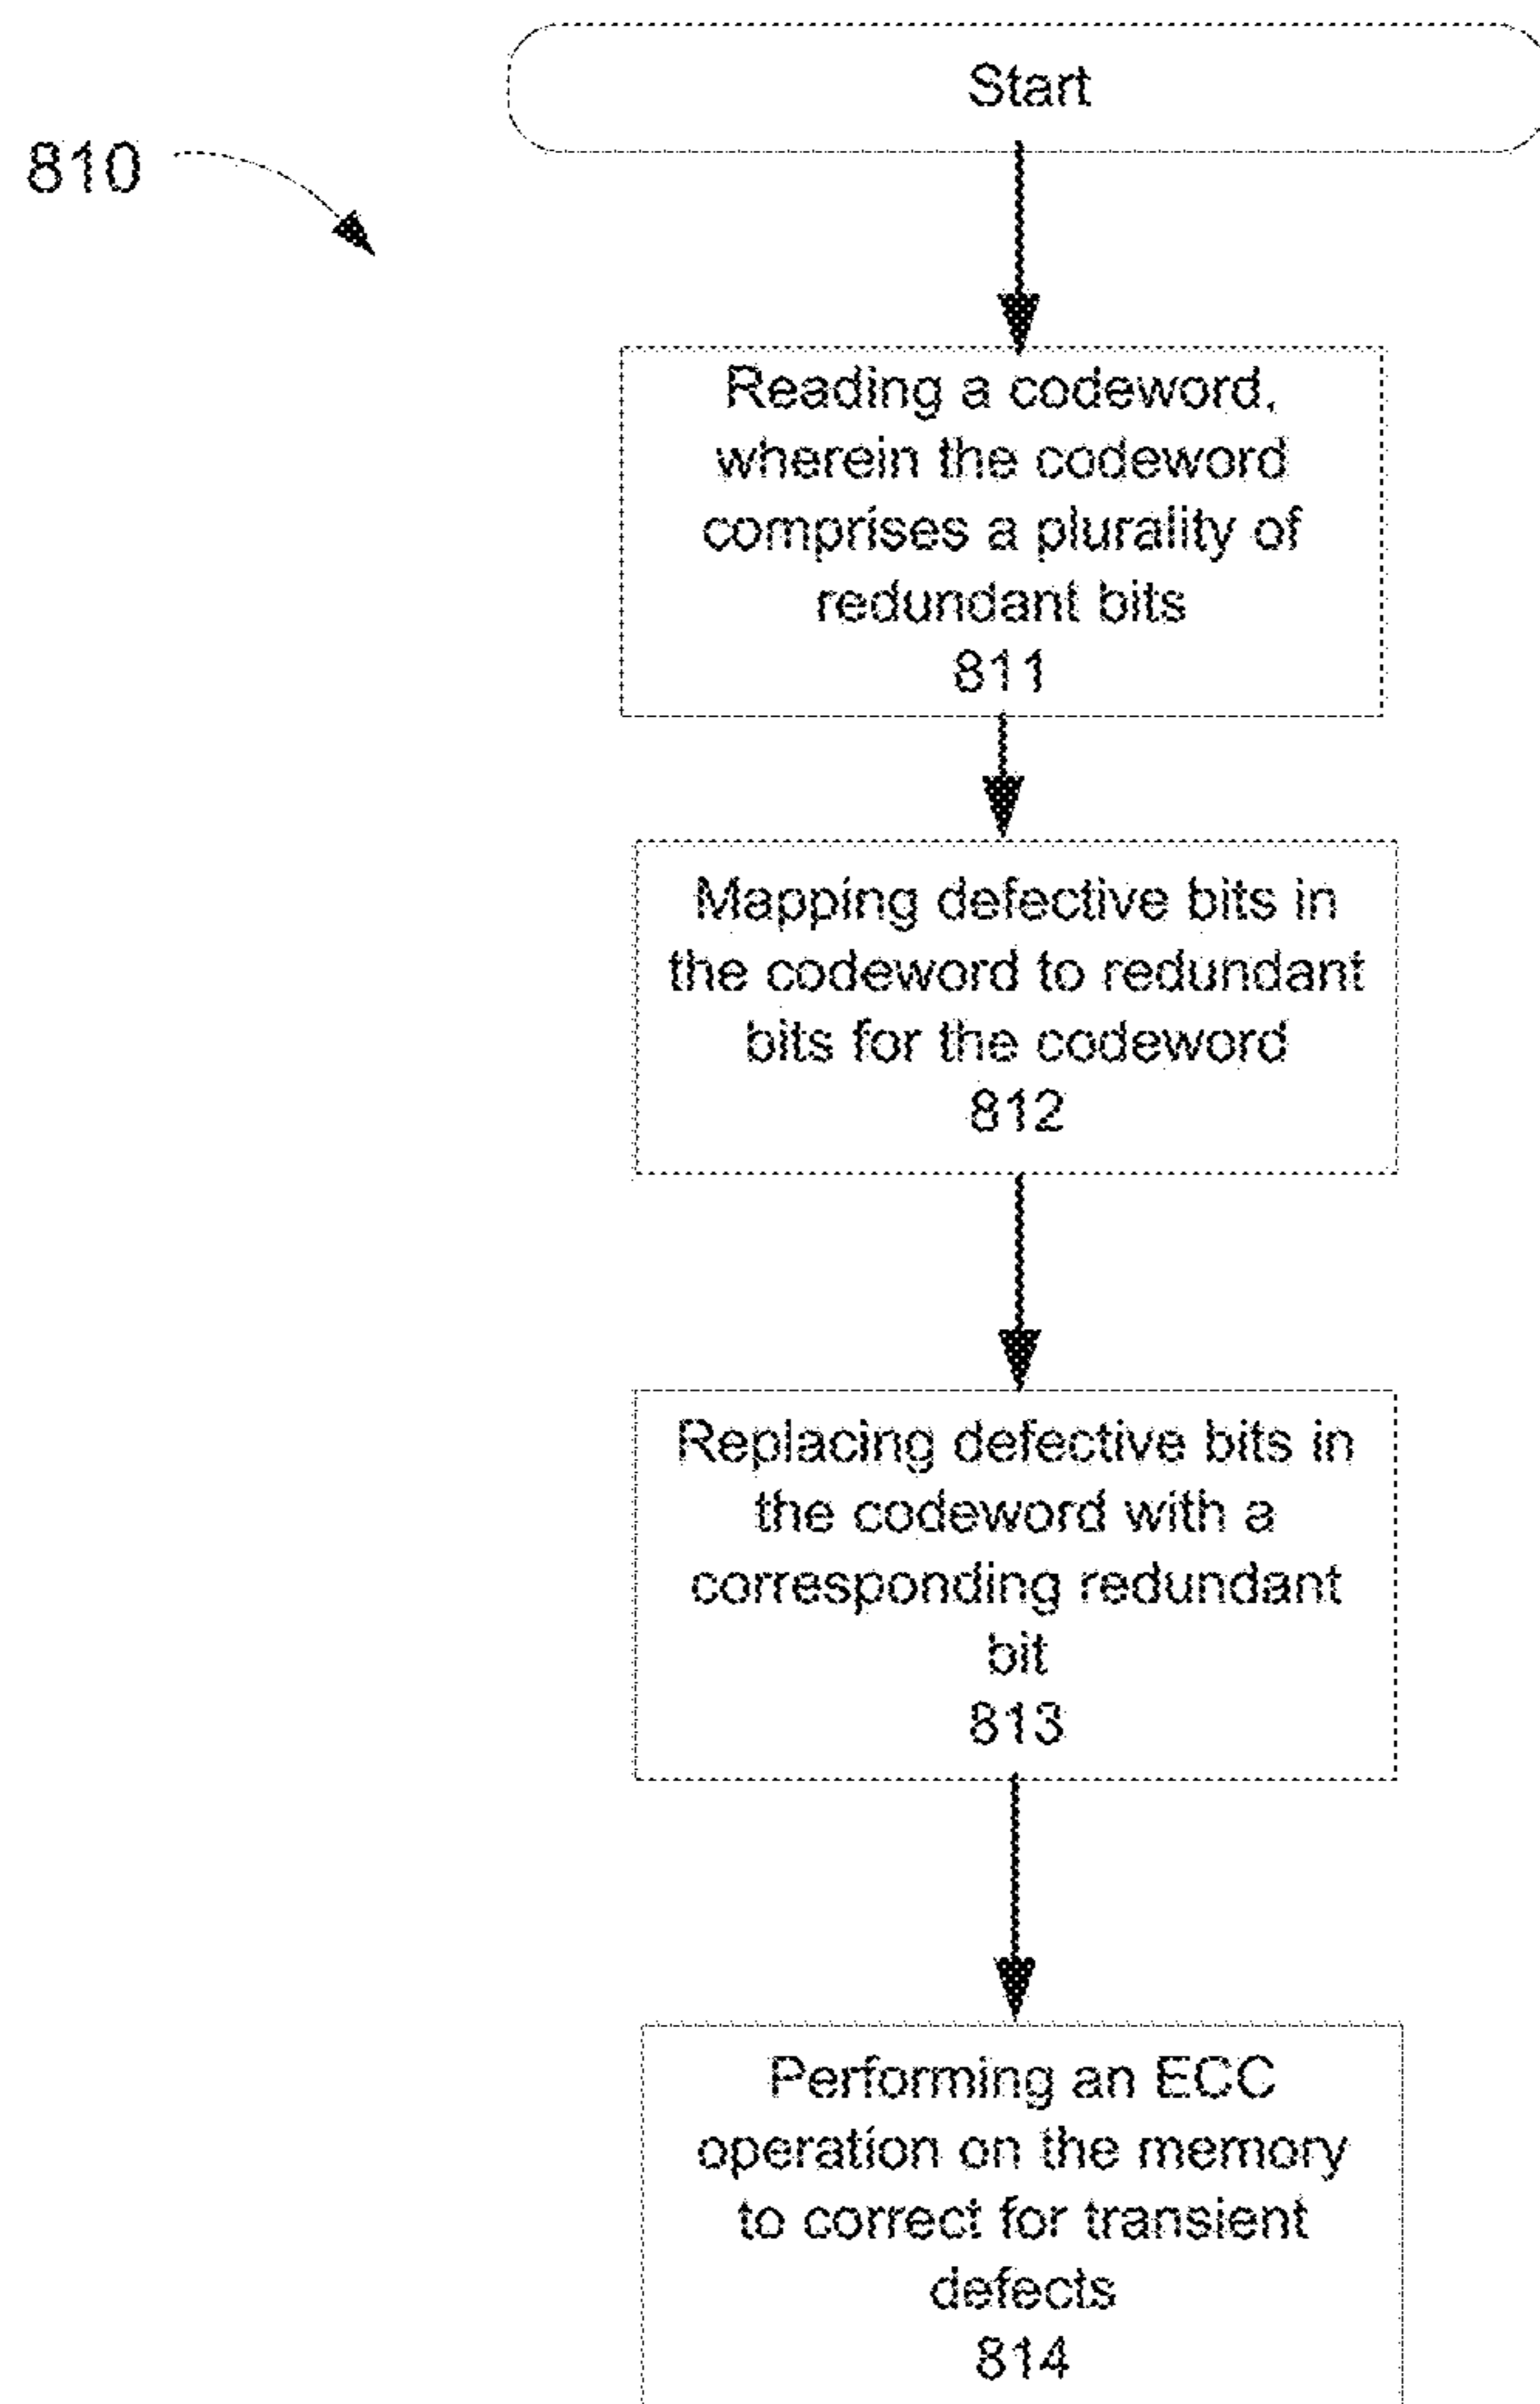 Start
810
Reading a codeword,
wherein the codeword
comprises a plurality of
redundant bits
811
Mapping defective bits in
the codeword to redundant
bits for the codeword
812
Replacing defective bits in
the codeword with a
corresponding redundant
bit
813
Performing an ECC
operation on the memory
to correct for transient
defects
814